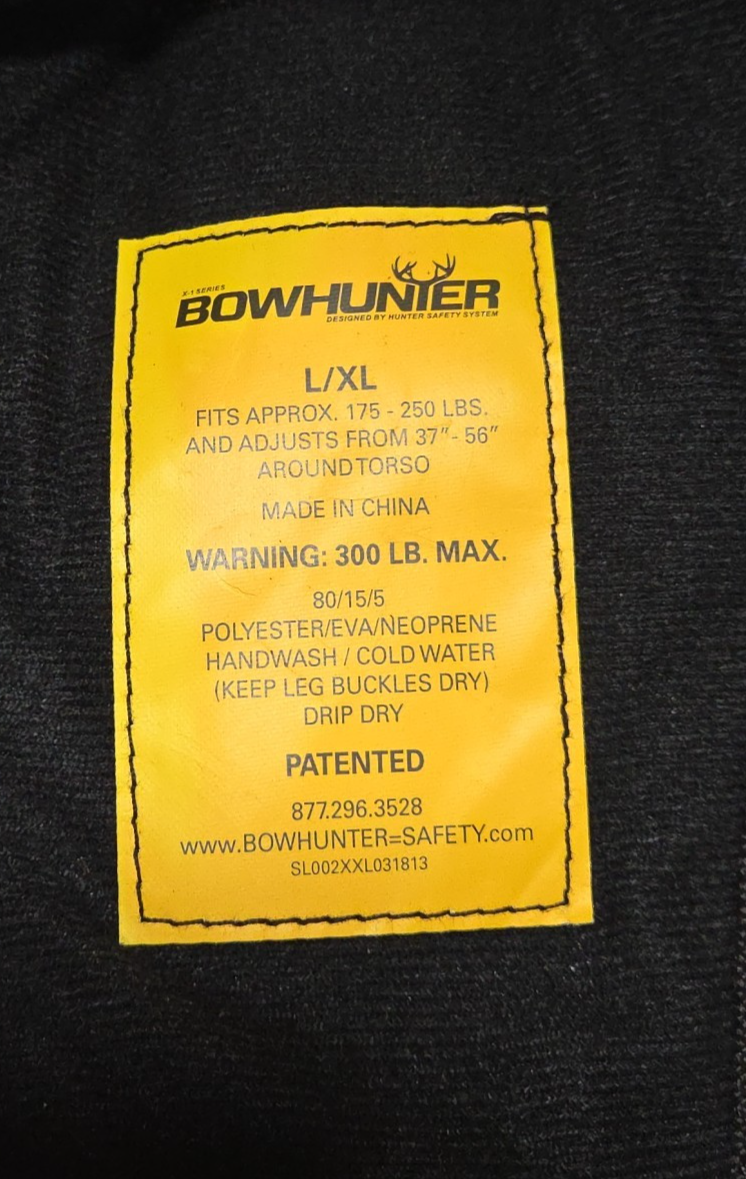 X-1 SERIES
BOWHUNTER
DESIGNED BY HUNTER SAFETY SYSTEM
L/XL
FITS APPROX. 175 - 250 LBS.
AND ADJUSTS FROM 37"- 56"
AROUND TORSO
MADE IN CHINA
WARNING: 300 LB. MAX.
80/15/5
POLYESTER/EVA/NEOPRENE
HANDWASH / COLD WATER
(KEEP LEG BUCKLES DRY)
DRIP DRY
PATENTED
877.296.3528
www.BOWHUNTER=SAFETY.com
SL002XXL031813